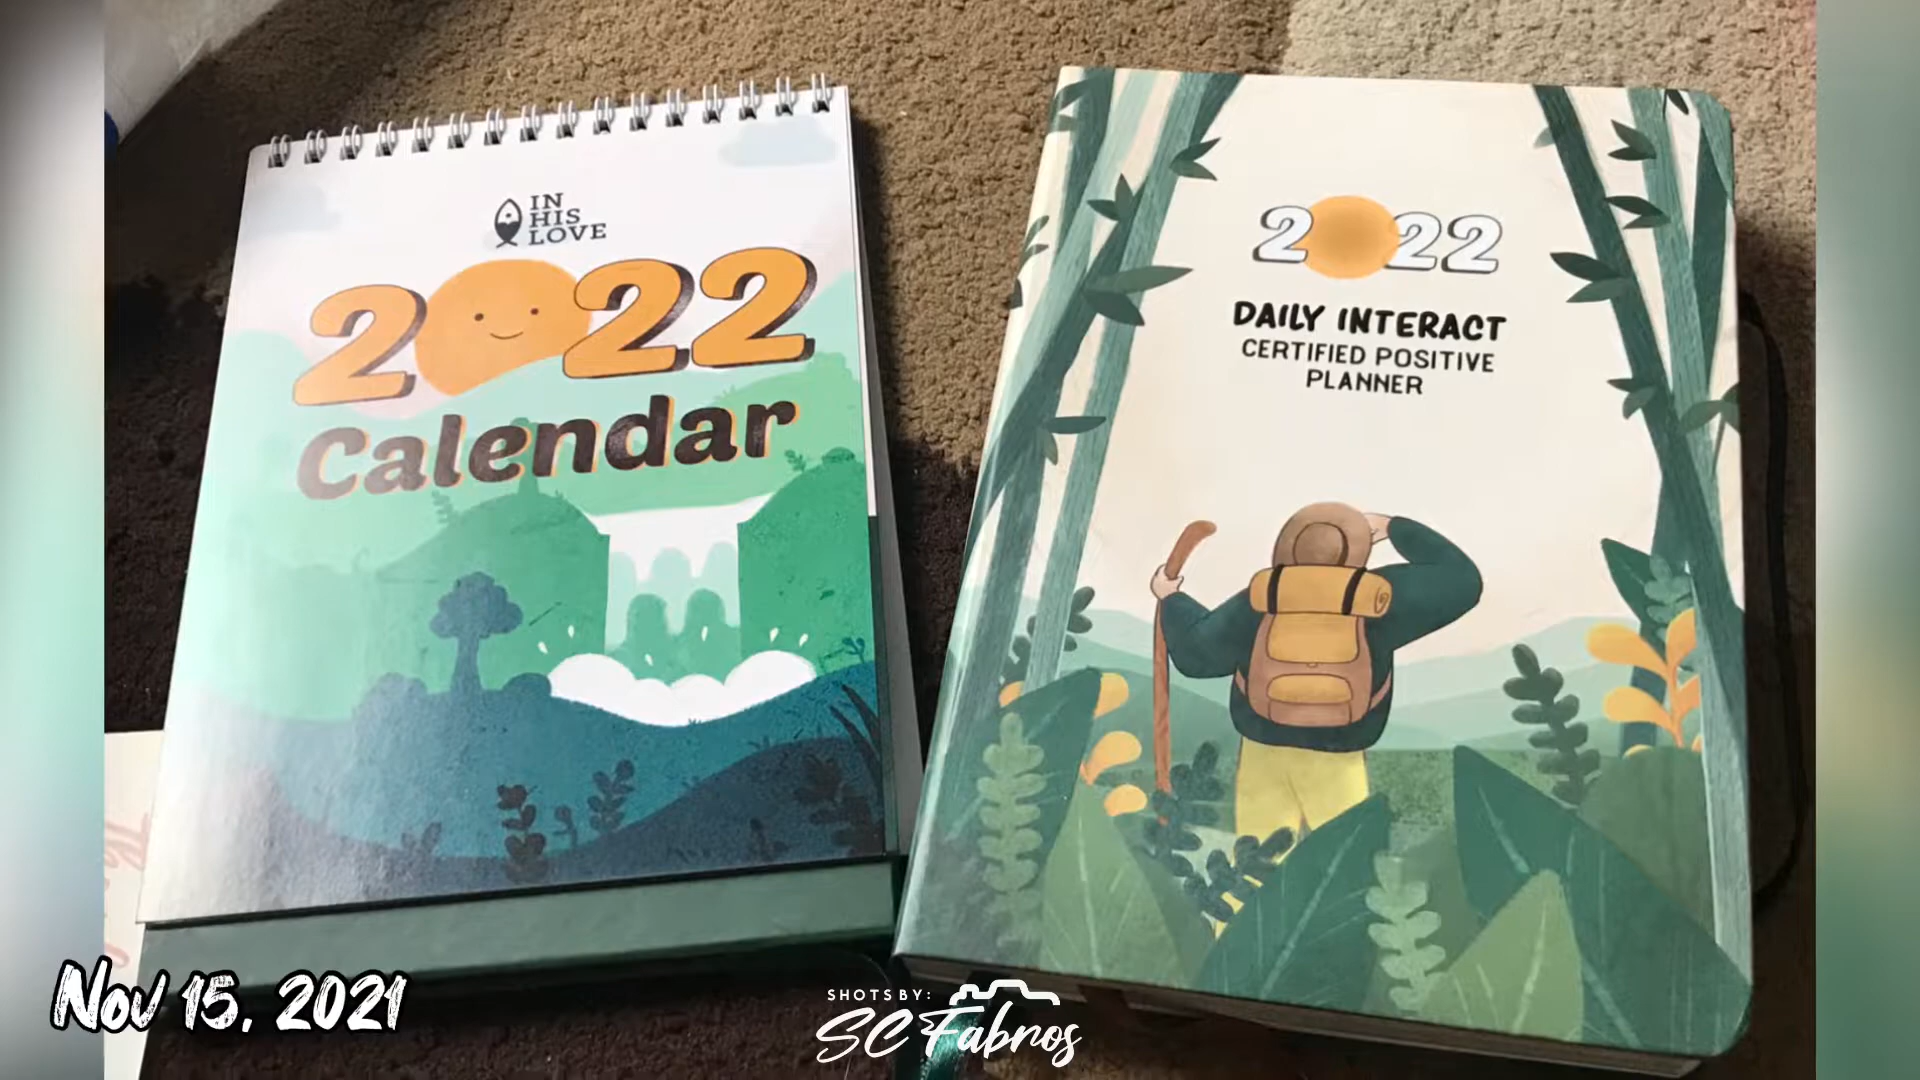 IN
HIS
LOVE
2022
Calendar
2022
DAILY INTERACT
CERTIFIED POSITIVE
PLANNER
Nov 15, 2021
SHOTS BY:
SC Fabros